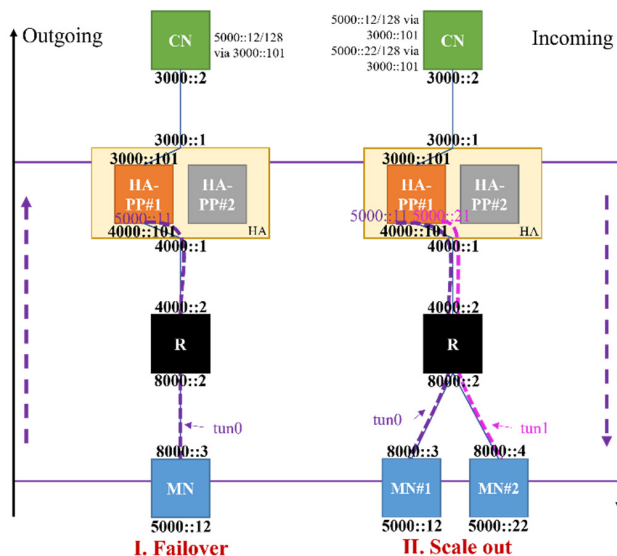 Outgoing
CN
5000::12/128
via 3000::101
3000::2
3000::1
3000::101
HA-
PP#1
HA-
PP#2
5000::11
4000::101
HA
4000::1
4000::2
R
8000::2
tun0
8000::3
MN
5000::12
I. Failover
5000::12/128 via
3000::101
5000::22/128 via
3000::101
CN
Incoming
3000::2
3000::1
3000::101
HA-
PP#1
HA-
PP#2
5000::11 5000::21
4000::101
HA
4000::1
4000::2
R
8000::2
tun0
tun1
8000::3
8000::4
MN#1
MN#2
5000::12
5000::22
II. Scale out